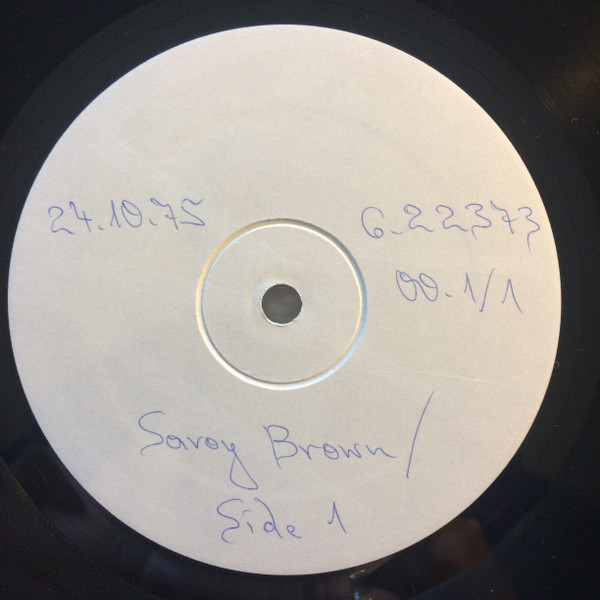 24.10.75
6.22373
00.1/1
Savoy Brown/
Side 1